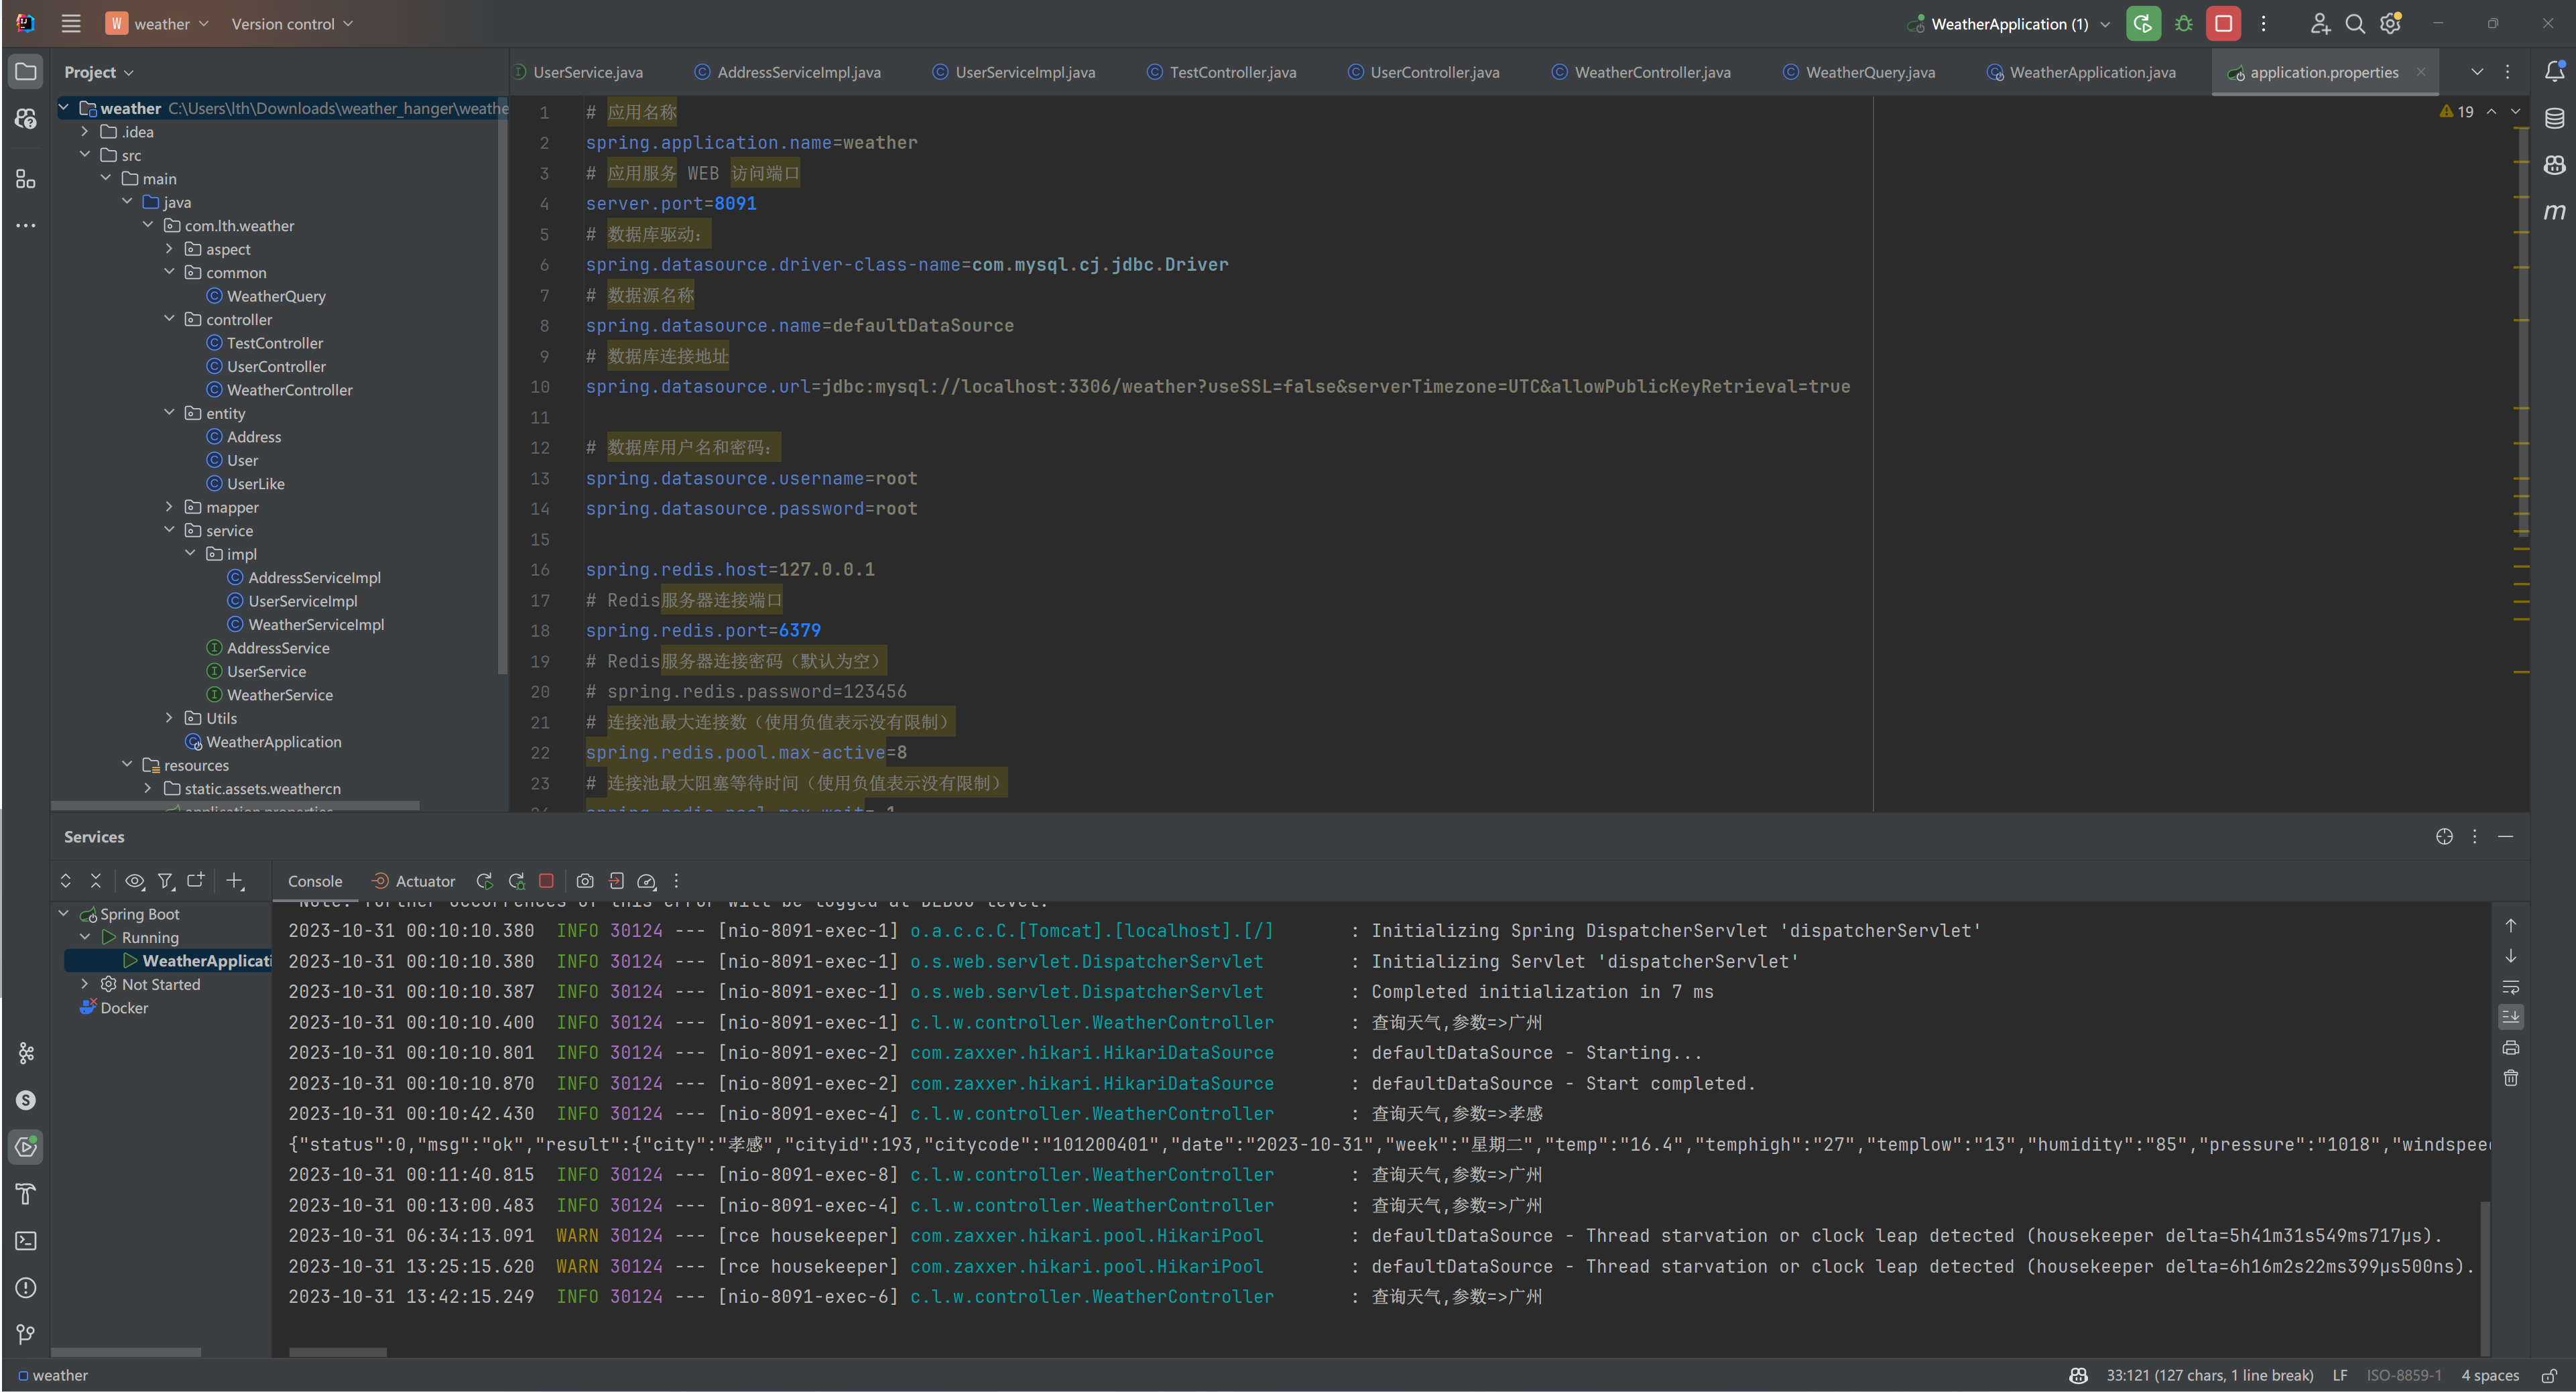 W weather Version control WeatherApplication (1)
Project
UserService.java AddressServiceImpl.java UserServiceImpl.java TestController.java UserController.java WeatherController.java WeatherQuery.java WeatherApplication.java application.properties
weather C:\Users\lth\Downloads\weather_hanger\weathe
.idea
src
main
java
com.lth.weather
aspect
common
WeatherQuery
controller
TestController
UserController
WeatherController
entity
Address
User
UserLike
mapper
service
impl
AddressServiceImpl
UserServiceImpl
WeatherServiceImpl
AddressService
UserService
WeatherService
Utils
WeatherApplication
resources
static.assets.weathercn
application.properties
19
1 # 应用名称
2 spring.application.name=weather
3 # 应用服务 WEB 访问端口
4 server.port=8091
5 # 数据库驱动：
6 spring.datasource.driver-class-name=com.mysql.cj.jdbc.Driver
7 # 数据源名称
8 spring.datasource.name=defaultDataSource
9 # 数据库连接地址
10 spring.datasource.url=jdbc:mysql://localhost:3306/weather?useSSL=false&serverTimezone=UTC&allowPublicKeyRetrieval=true
11
12 # 数据库用户名和密码：
13 spring.datasource.username=root
14 spring.datasource.password=root
15
16 spring.redis.host=127.0.0.1
17 # Redis服务器连接端口
18 spring.redis.port=6379
19 # Redis服务器连接密码（默认为空）
20 # spring.redis.password=123456
21 # 连接池最大连接数（使用负值表示没有限制）
22 spring.redis.pool.max-active=8
23 # 连接池最大阻塞等待时间（使用负值表示没有限制）
24 spring.redis.pool.max-wait=-1
Services
Console Actuator
Spring Boot
Running
WeatherApplicati
Not Started
Docker
Note: further occurrences of this error will be logged at DEBUG level.
2023-10-31 00:10:10.380 INFO 30124 --- [nio-8091-exec-1] o.a.c.c.C.[Tomcat].[localhost].[/] : Initializing Spring DispatcherServlet 'dispatcherServlet'
2023-10-31 00:10:10.380 INFO 30124 --- [nio-8091-exec-1] o.s.web.servlet.DispatcherServlet : Initializing Servlet 'dispatcherServlet'
2023-10-31 00:10:10.387 INFO 30124 --- [nio-8091-exec-1] o.s.web.servlet.DispatcherServlet : Completed initialization in 7 ms
2023-10-31 00:10:10.400 INFO 30124 --- [nio-8091-exec-1] c.l.w.controller.WeatherController : 查询天气,参数=>广州
2023-10-31 00:10:10.801 INFO 30124 --- [nio-8091-exec-2] com.zaxxer.hikari.HikariDataSource : defaultDataSource - Starting...
2023-10-31 00:10:10.870 INFO 30124 --- [nio-8091-exec-2] com.zaxxer.hikari.HikariDataSource : defaultDataSource - Start completed.
2023-10-31 00:10:42.430 INFO 30124 --- [nio-8091-exec-4] c.l.w.controller.WeatherController : 查询天气,参数=>孝感
{"status":0,"msg":"ok","result":{"city":"孝感","cityid":193,"citycode":"101200401","date":"2023-10-31","week":"星期二","temp":"16.4","temphigh":"27","templow":"13","humidity":"85","pressure":"1018","windspeed
2023-10-31 00:11:40.815 INFO 30124 --- [nio-8091-exec-8] c.l.w.controller.WeatherController : 查询天气,参数=>广州
2023-10-31 00:13:00.483 INFO 30124 --- [nio-8091-exec-4] c.l.w.controller.WeatherController : 查询天气,参数=>广州
2023-10-31 06:34:13.091 WARN 30124 --- [rce housekeeper] com.zaxxer.hikari.pool.HikariPool : defaultDataSource - Thread starvation or clock leap detected (housekeeper delta=5h41m31s549ms717µs).
2023-10-31 13:25:15.620 WARN 30124 --- [rce housekeeper] com.zaxxer.hikari.pool.HikariPool : defaultDataSource - Thread starvation or clock leap detected (housekeeper delta=6h16m2s22ms399µs500ns).
2023-10-31 13:42:15.249 INFO 30124 --- [nio-8091-exec-6] c.l.w.controller.WeatherController : 查询天气,参数=>广州
weather 33:121 (127 chars, 1 line break) LF ISO-8859-1 4 spaces